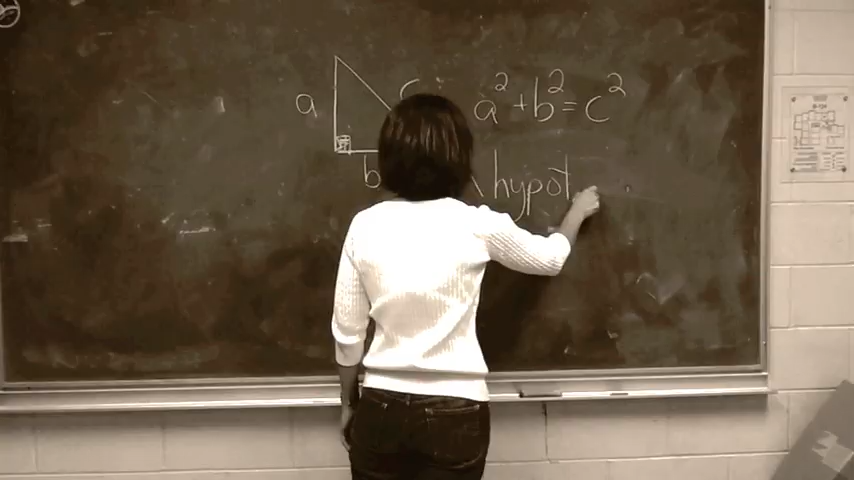 a
c
a² + b² = c²
b
hypot